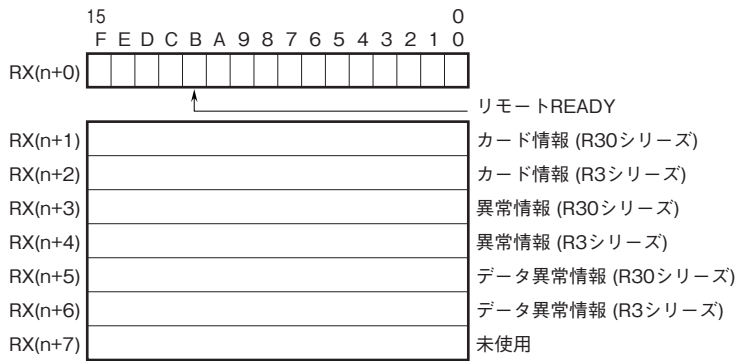 15 0
F E D C B A 9 8 7 6 5 4 3 2 1 0
RX(n+0)
リモートREADY
RX(n+1) カード情報 (R30シリーズ)
RX(n+2) カード情報 (R3シリーズ)
RX(n+3) 異常情報 (R30シリーズ)
RX(n+4) 異常情報 (R3シリーズ)
RX(n+5) データ異常情報 (R30シリーズ)
RX(n+6) データ異常情報 (R3シリーズ)
RX(n+7) 未使用